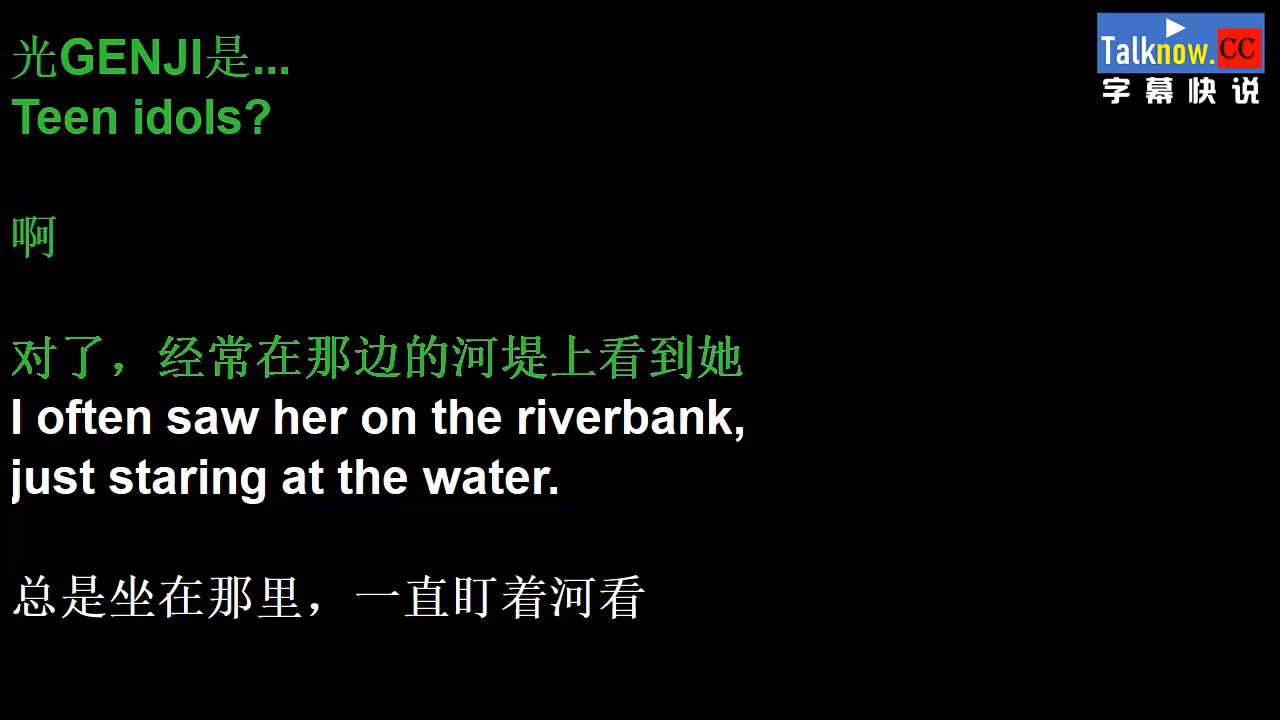 光GENJI是...
Teen idols?
啊
对了，经常在那边的河堤上看到她
I often saw her on the riverbank,
just staring at the water.
总是坐在那里，一直盯着河看
Talknow.CC
字幕快说